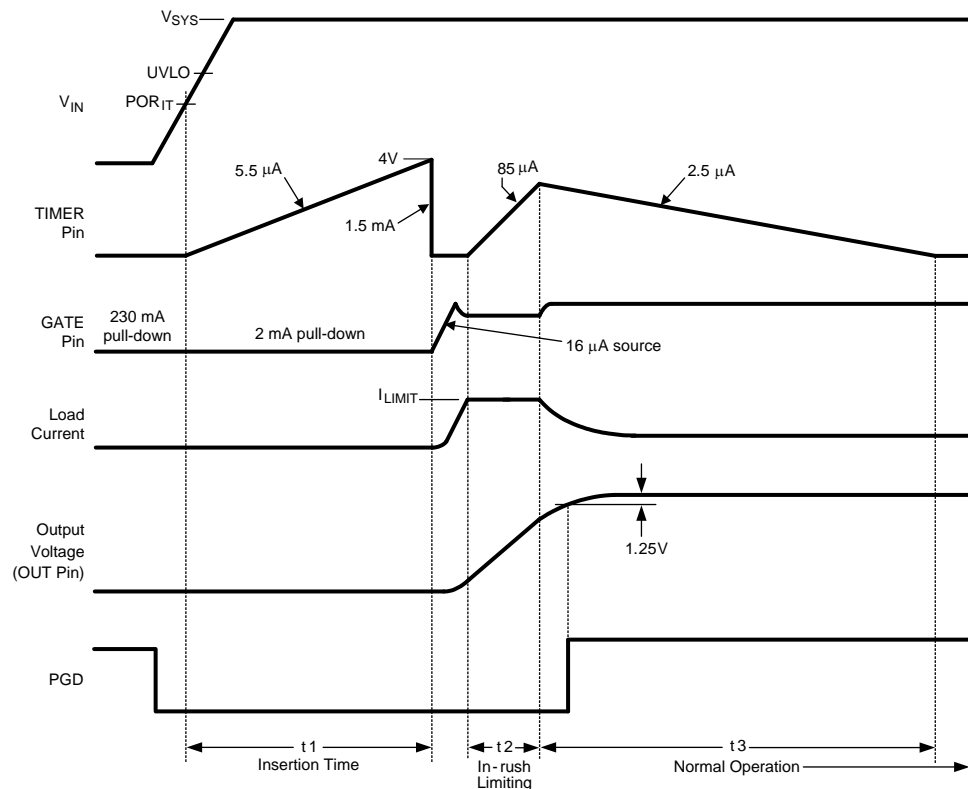 VSYS
UVLO
VIN
PORIT
4V
5.5 μA
85 μA
2.5 μA
TIMER
Pin
1.5 mA
230 mA
pull-down
2 mA pull-down
GATE
Pin
16 μA source
ILIMIT
Load
Current
Output
Voltage
(OUT Pin)
1.25V
PGD
t1
Insertion Time
t2
In-rush
Limiting
t3
Normal Operation